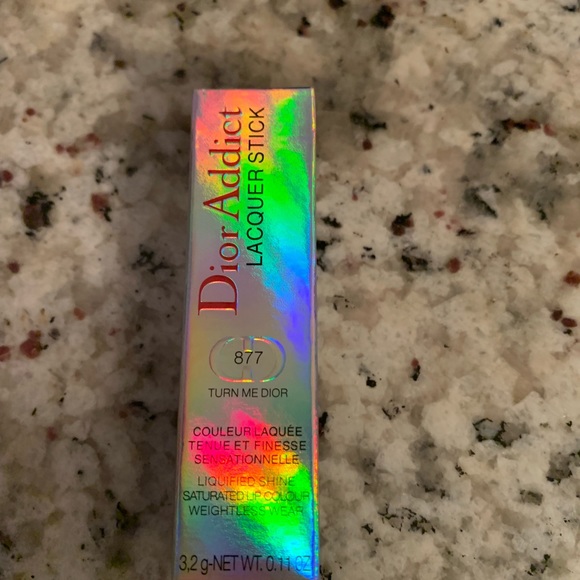 Dior Addict
LACQUER STICK
877
TURN ME DIOR
COULEUR LAQUÉE
TENUE ET FINESSE
SENSATIONNELLE
LIQUIFIED SHINE
SATURATED LIP COLOUR
WEIGHTLESS WEAR
3,2 g-NET WT. 0.11 OZ